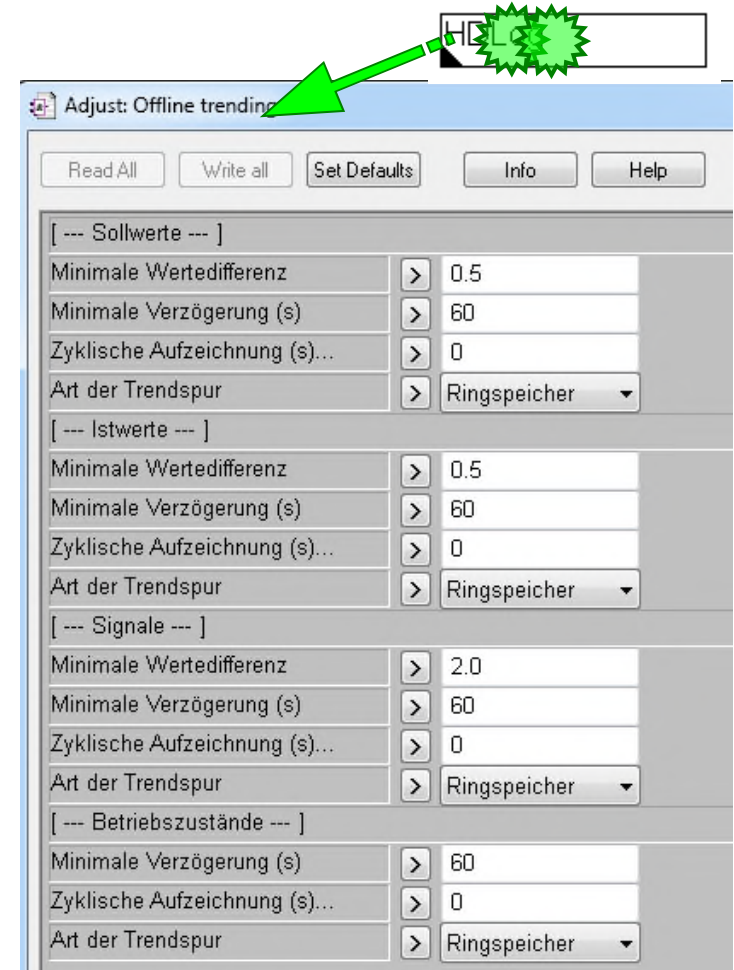 Adjust: Offline trending
Read All Write all Set Defaults Info Help
[ --- Sollwerte --- ]
Minimale Wertedifferenz > 0.5
Minimale Verzögerung (s) > 60
Zyklische Aufzeichnung (s)... > 0
Art der Trendspur > Ringspeicher
[ --- Istwerte --- ]
Minimale Wertedifferenz > 0.5
Minimale Verzögerung (s) > 60
Zyklische Aufzeichnung (s)... > 0
Art der Trendspur > Ringspeicher
[ --- Signale --- ]
Minimale Wertedifferenz > 2.0
Minimale Verzögerung (s) > 60
Zyklische Aufzeichnung (s)... > 0
Art der Trendspur > Ringspeicher
[ --- Betriebszustände --- ]
Minimale Verzögerung (s) > 60
Zyklische Aufzeichnung (s)... > 0
Art der Trendspur > Ringspeicher